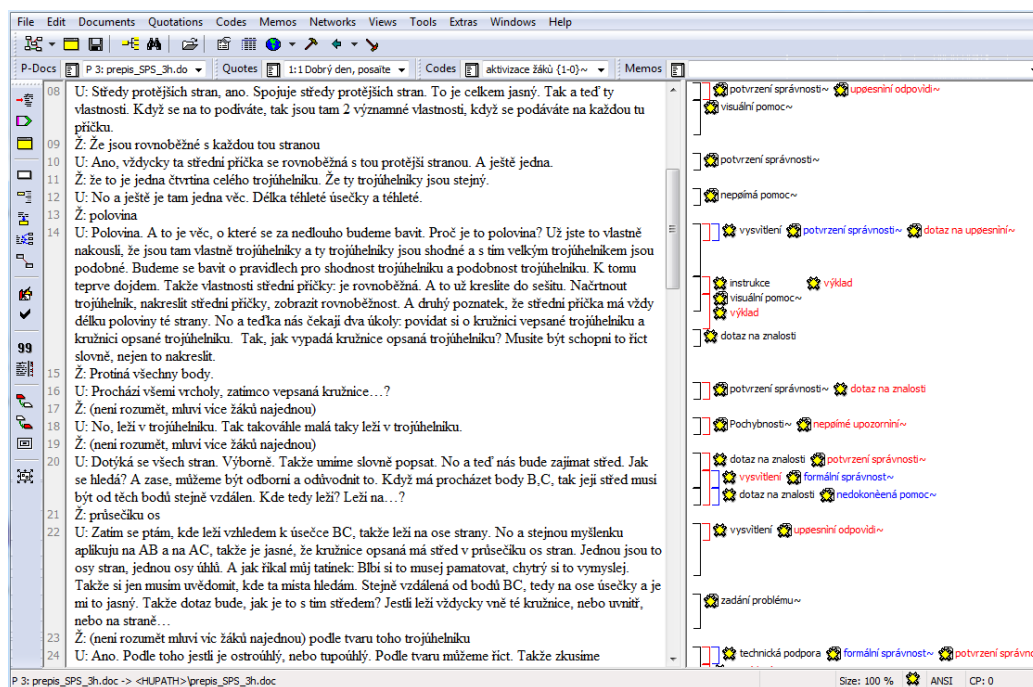 File Edit Documents Quotations Codes Memos Networks Views Tools Extras Windows Help
P-Docs P 3: prepis_SPS_3h.do Quotes 1:1 Dobrý den, posaïte Codes aktivizace žáků {1-0}~ Memos
08 U: Středy protějších stran, ano. Spojuje středy protějších stran. To je celkem jasný. Tak a teď ty
vlastnosti. Když se na to podíváte, tak jsou tam 2 významné vlastnosti, když se podáváte na každou tu
příčku.
09 Ž: Že jsou rovnoběžné s každou tou stranou
10 U: Ano, vždycky ta střední příčka se rovnoběžná s tou protější stranou. A ještě jedna.
11 Ž: že to je jedna čtvrtina celého trojúhelníku. Že ty trojúhelníky jsou stejný.
12 U: No a ještě je tam jedna věc. Délka téhleté úsečky a téhleté.
13 Ž: polovina
14 U: Polovina. A to je věc, o které se za nedlouho budeme bavit. Proč je to polovina? Už jste to vlastně
nakousli, že jsou tam vlastně trojúhelníky a ty trojúhelníky jsou shodné a s tím velkým trojúhelníkem jsou
podobné. Budeme se bavit o pravidlech pro shodnost trojúhelníku a podobnost trojúhelníku. K tomu
teprve dojdem. Takže vlastnosti střední příčky: je rovnoběžná. A to už kreslíte do sešitu. Načrtnout
trojúhelník, nakreslit střední příčky, zobrazit rovnoběžnost. A druhý poznatek, že střední příčka má vždy
délku poloviny té strany. No a teďka nás čekají dva úkoly: povídat si o kružnici vepsané trojúhelníku a
kružnici opsané trojúhelníku. Tak, jak vypadá kružnice opsaná trojúhelníku? Musíte být schopni to říct
slovně, nejen to nakreslit.
15 Ž: Protíná všechny body.
16 U: Prochází všemi vrcholy, zatímco vepsaná kružnice…?
17 Ž: (není rozumět, mluví více žáků najednou)
18 U: No, leží v trojúhelníku. Tak takováhle malá taky leží v trojúhelníku.
19 Ž: (není rozumět, mluví více žáků najednou)
20 U: Dotýká se všech stran. Výborně. Takže umíme slovně popsat. No a teď nás bude zajímat střed. Jak
se hledá? A zase, můžeme být odborní a odůvodnit to. Když má procházet body B,C, tak její střed musí
být od těch bodů stejně vzdálen. Kde tedy leží? Leží na…?
21 Ž: průsečíku os
22 U: Zatím se ptám, kde leží vzhledem k úsečce BC, takže leží na ose strany. No a stejnou myšlenku
aplikuju na AB a na AC, takže je jasné, že kružnice opsaná má střed v průsečíku os stran. Jednou jsou to
osy stran, jednou osy úhlů. A jak říkal můj tatínek: Blbí si to musej pamatovat, chytrý si to vymyslej.
Takže si jen musím uvědomit, kde ta místa hledám. Stejně vzdálená od bodů BC, tedy na ose úsečky a je
mi to jasný. Takže dotaz bude, jak je to s tím středem? Jestli leží vždycky vně té kružnice, nebo uvnitř,
nebo na straně…
23 Ž: (není rozumět mluví víc žáků najednou) podle tvaru toho trojúhelníku
24 U: Ano. Podle toho jestli je ostroúhlý, nebo tupoúhlý. Podle tvaru můžeme říct. Takže zkusíme
potvrzení správnosti~ upøesnìní odpovìdi~
visuální pomoc~
potvrzení správnosti~
nepøímá pomoc~
vysvìtlení potvrzení správnosti~ dotaz na upøesnìní~
instrukce výklad
visuální pomoc~
výklad
dotaz na znalosti
potvrzení správnosti~ dotaz na znalosti
Pochybnosti~ nepøímé upozornìní~
dotaz na znalosti potvrzení správnosti~
vysvìtlení formální správnost~
dotaz na znalosti nedokonèená pomoc~
vysvìtlení upøesnìní odpovìdi~
zadání problému~
technická podpora formální správnost~ potvrzení správno
P 3: prepis_SPS_3h.doc -> <HUPATH>\prepis_SPS_3h.doc Size: 100 % ANSI CP: 0